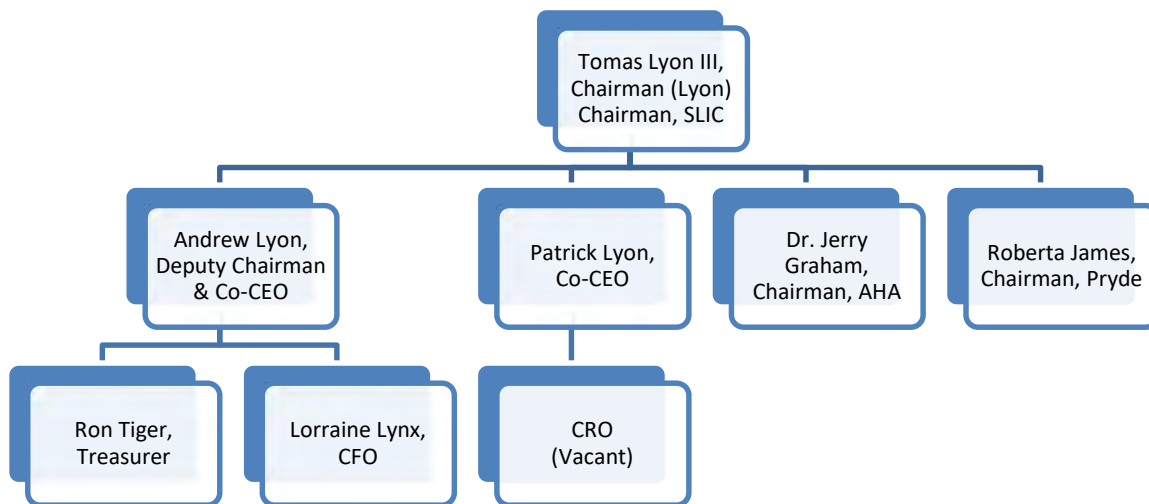 Tomas Lyon III,
Chairman (Lyon)
Chairman, SLIC
Andrew Lyon,
Deputy Chairman
& Co-CEO
Patrick Lyon,
Co-CEO
Dr. Jerry
Graham,
Chairman, AHA
Roberta James,
Chairman, Pryde
Ron Tiger,
Treasurer
Lorraine Lynx,
CFO
CRO
(Vacant)